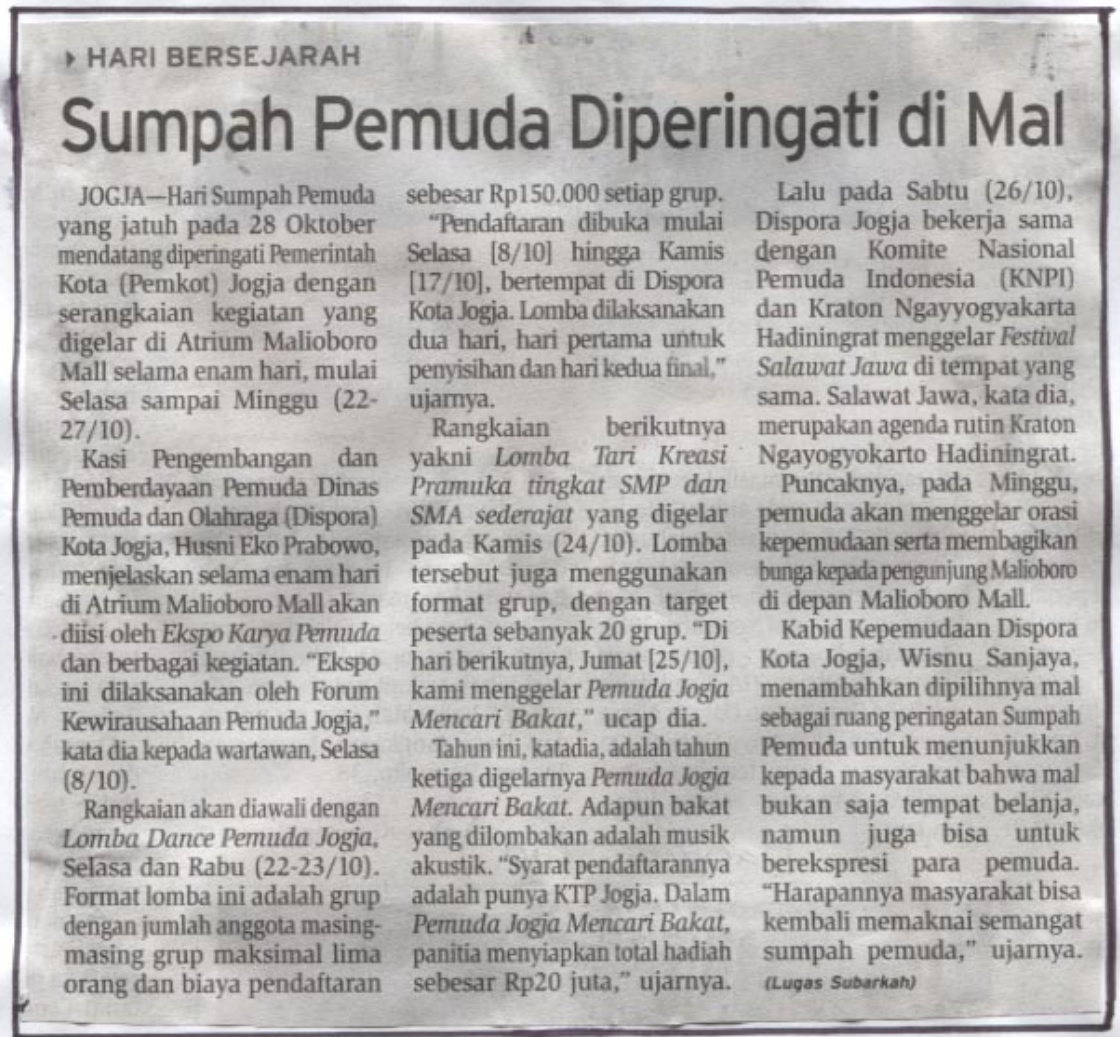 HARI BERSEJARAH
Sumpah Pemuda Diperingati di Mal
JOGJA—Hari Sumpah Pemuda
yang jatuh pada 28 Oktober
mendatang diperingati Pemerintah
Kota (Pemkot) Jogja dengan
serangkaian kegiatan yang
digelar di Atrium Malioboro
Mall selama enam hari, mulai
Selasa sampai Minggu (22-
27/10).
Kasi Pengembangan dan
Pemberdayaan Pemuda Dinas
Pemuda dan Olahraga (Dispora)
Kota Jogja, Husni Eko Prabowo,
menjelaskan selama enam hari
di Atrium Malioboro Mall akan
diisi oleh Ekspo Karya Pemuda
dan berbagai kegiatan. “Ekspo
ini dilaksanakan oleh Forum
Kewirausahaan Pemuda Jogja,”
kata dia kepada wartawan, Selasa
(8/10).
Rangkaian akan diawali dengan
Lomba Dance Pemuda Jogja,
Selasa dan Rabu (22-23/10).
Format lomba ini adalah grup
dengan jumlah anggota masing-
masing grup maksimal lima
orang dan biaya pendaftaran
sebesar Rp150.000 setiap grup.
“Pendaftaran dibuka mulai
Selasa [8/10] hingga Kamis
[17/10], bertempat di Dispora
Kota Jogja. Lomba dilaksanakan
dua hari, hari pertama untuk
penyisihan dan hari kedua final,”
ujarnya.
Rangkaian berikutnya
yakni Lomba Tari Kreasi
Pramuka tingkat SMP dan
SMA sederajat yang digelar
pada Kamis (24/10). Lomba
tersebut juga menggunakan
format grup, dengan target
peserta sebanyak 20 grup. “Di
hari berikutnya, Jumat [25/10],
kami menggelar Pemuda Jogja
Mencari Bakat,” ucap dia.
Tahun ini, katadia, adalah tahun
ketiga digelarnya Pemuda Jogja
Mencari Bakat. Adapun bakat
yang dilombakan adalah musik
akustik. “Syarat pendaftarannya
adalah punya KTP Jogja. Dalam
Pemuda Jogja Mencari Bakat,
panitia menyiapkan total hadiah
sebesar Rp20 juta,” ujarnya.
Lalu pada Sabtu (26/10),
Dispora Jogja bekerja sama
dengan Komite Nasional
Pemuda Indonesia (KNPI)
dan Kraton Ngayyogyakarta
Hadiningrat menggelar Festival
Salawat Jawa di tempat yang
sama. Salawat Jawa, kata dia,
merupakan agenda rutin Kraton
Ngayogyokarto Hadiningrat.
Puncaknya, pada Minggu,
pemuda akan menggelar orasi
kepemudaan serta membagikan
bunga kepada pengunjung Malioboro
di depan Malioboro Mall.
Kabid Kepemudaan Dispora
Kota Jogja, Wisnu Sanjaya,
menambahkan dipilihnya mal
sebagai ruang peringatan Sumpah
Pemuda untuk menunjukkan
kepada masyarakat bahwa mal
bukan saja tempat belanja,
namun juga bisa untuk
berekspresi para pemuda.
“Harapannya masyarakat bisa
kembali memaknai semangat
sumpah pemuda,” ujarnya.
(Lugas Subarkah)